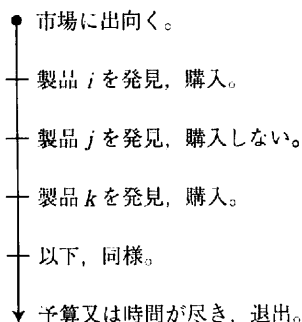 市場に出向く。
製品 i を発見,購入。
製品 j を発見,購入しない。
製品 k を発見,購入。
以下,同様。
予算又は時間が尽き,退出。